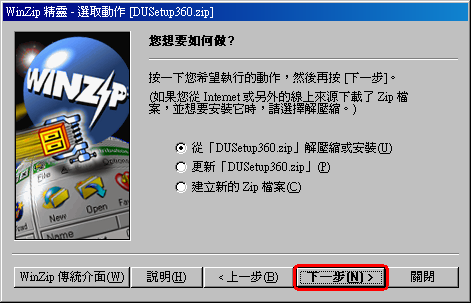 WinZip 精靈 - 選取動作 [DUSetup360.zip]
您想要如何做?
按一下您希望執行的動作，然後再按 [下一步]。
(如果您從 Internet 或另外的線上來源下載了 Zip 檔
案，並想要安裝它時，請選擇解壓縮。)
從「DUSetup360.zip」解壓縮或安裝(U)
更新「DUSetup360.zip」(P)
建立新的 Zip 檔案(C)
WINZIP
New
Open
Favo
WinZip 傳統介面(W)
說明(H)
< 上一步(B)
下一步(N) >
關閉